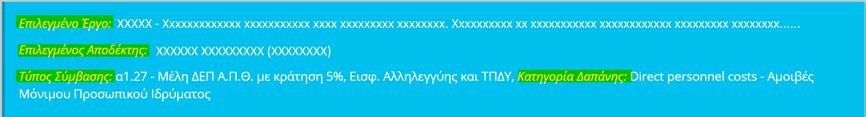 Επιλεγμένο Έργο: XXXXX - Xxxxxxxxxxxxx xxxxxxxxxxx xxxx xxxxxxxxx xxxxxxxx. Xxxxxxxxxx xx xxxxxxxxxxx xxxxxxxxxxxx xxxxxxxxx xxxxxxxx......
Επιλεγμένος Αποδέκτης: XXXXXX XXXXXXXXX (XXXXXXXX)
Τύπος Σύμβασης: α1.27 - Μέλη ΔΕΠ Α.Π.Θ. με κράτηση 5%, Εισφ. Αλληλεγγύης και ΤΠΔΥ, Κατηγορία Δαπάνης: Direct personnel costs - Αμοιβές
Μόνιμου Προσωπικού Ιδρύματος